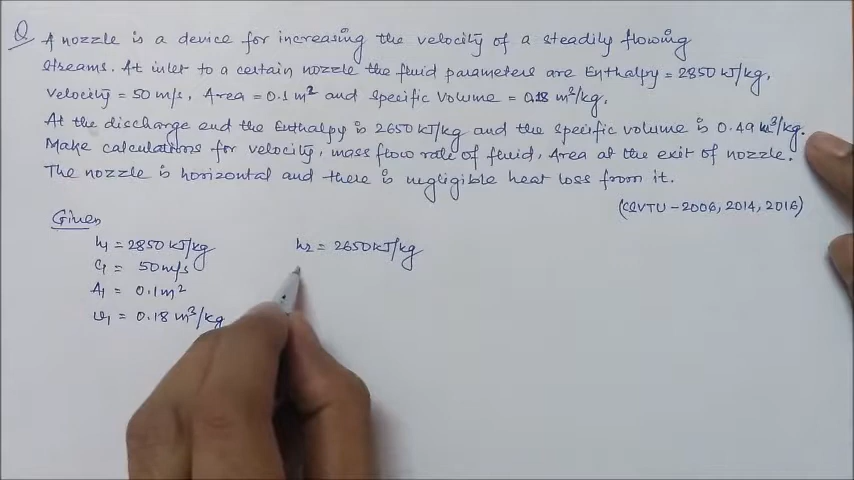 Q A nozzle is a device for increasing the velocity of a steadily flowing
streams. At inlet to a certain nozzle the fluid parameters are Enthalpy = 2850 kJ/kg,
Velocity = 50 m/s, Area = 0.1 m² and specific volume = 0.18 m³/kg.
At the discharge end the Enthalpy is 2650 kJ/kg and the specific volume is 0.49 m³/kg.
Make calculations for velocity, mass flow rate of fluid, Area at the exit of nozzle.
The nozzle is horizontal and there is negligible heat loss from it.
(CSVTU - 2006, 2014, 2016)
Given
h₁ = 2850 kJ/kg h₂ = 2650 kJ/kg
C₁ = 50 m/s
A₁ = 0.1 m²
υ₁ = 0.18 m³/kg